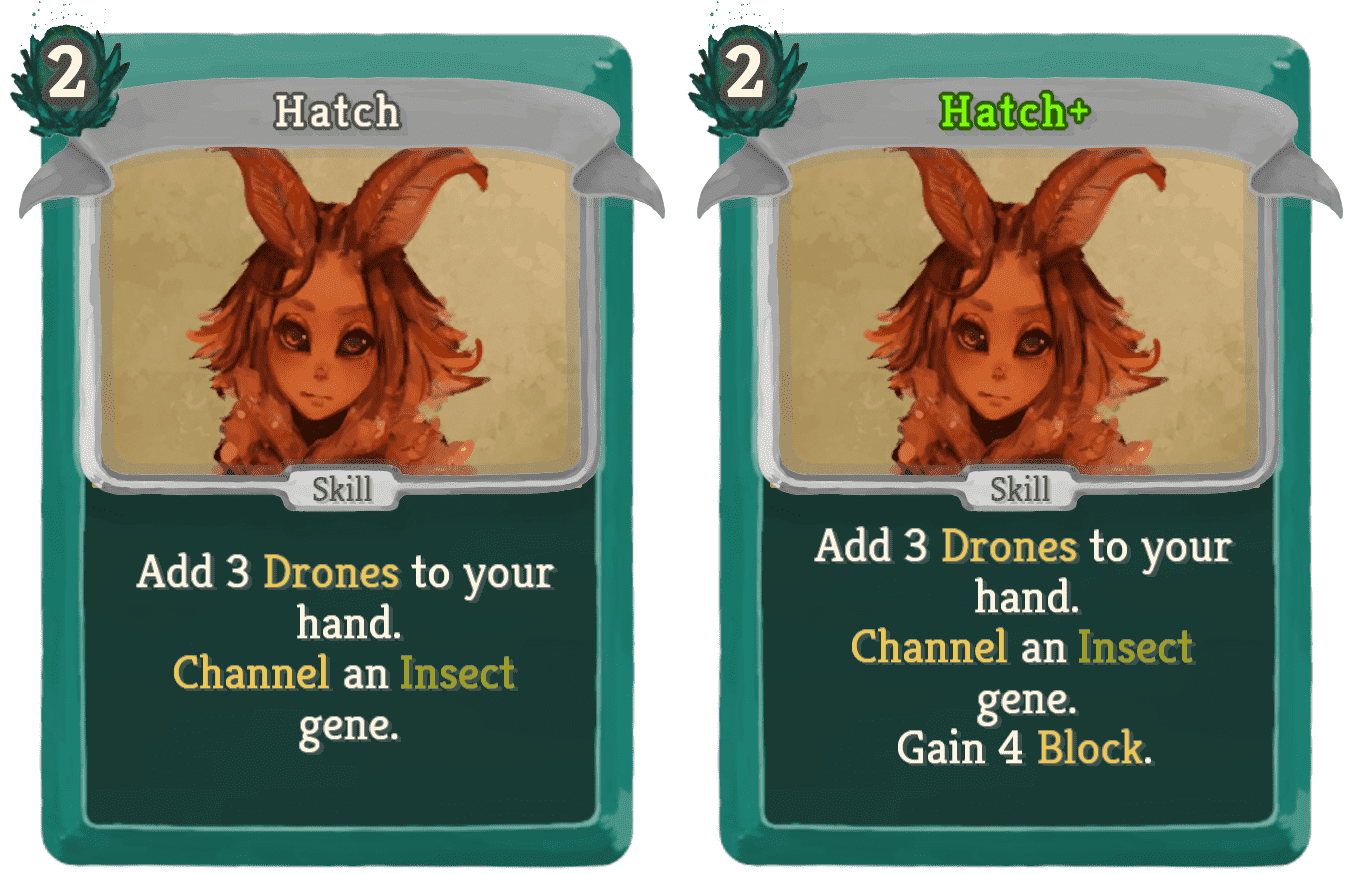 2
Hatch
Skill
Add 3 Drones to your
hand.
Channel an Insect
gene.
2
Hatch+
Skill
Add 3 Drones to your
hand.
Channel an Insect
gene.
Gain 4 Block.